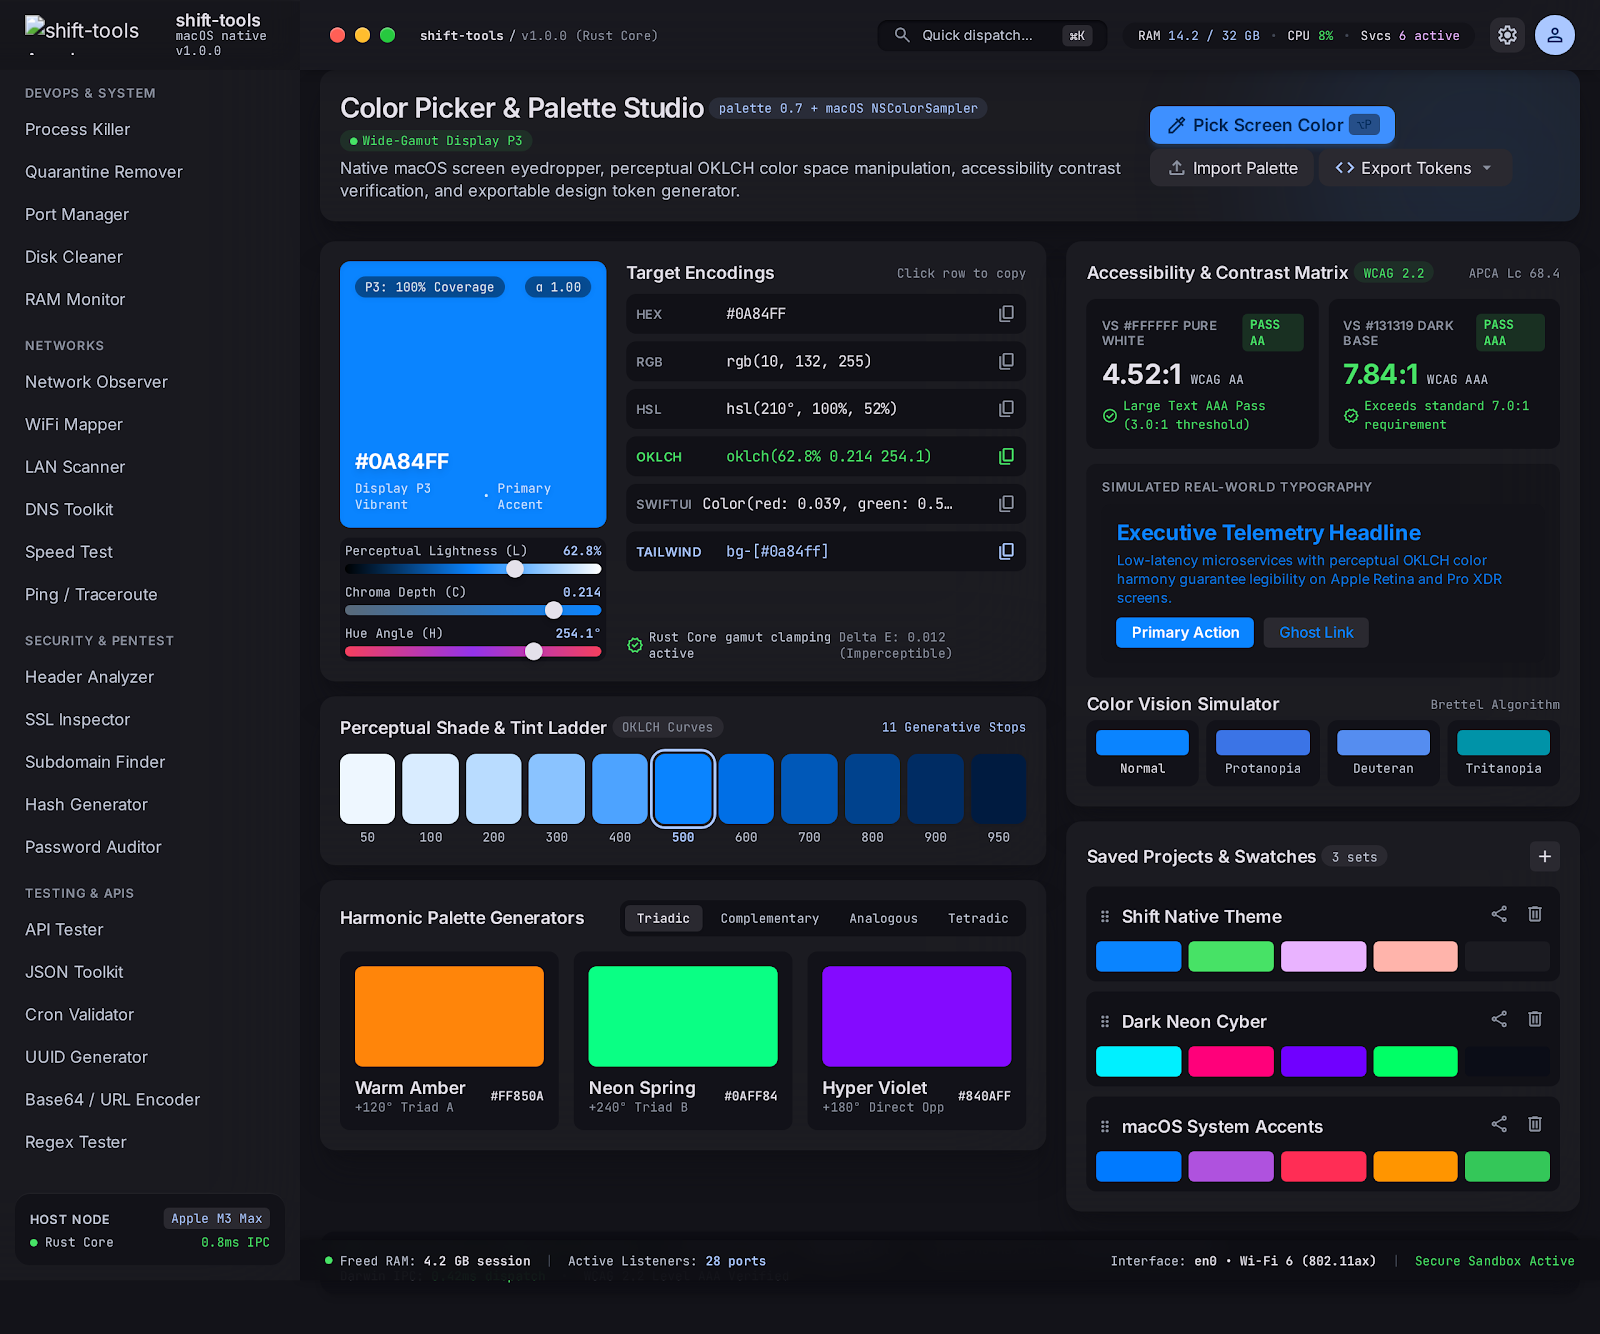 shift-tools
shift-tools
macOS native
v1.0.0
shift-tools / v1.0.0 (Rust Core)
Quick dispatch... ⌘K
RAM 14.2 / 32 GB • CPU 8% • Svcs 6 active
DEVOPS & SYSTEM
Process Killer
Quarantine Remover
Port Manager
Disk Cleaner
RAM Monitor
NETWORKS
Network Observer
WiFi Mapper
LAN Scanner
DNS Toolkit
Speed Test
Ping / Traceroute
SECURITY & PENTEST
Header Analyzer
SSL Inspector
Subdomain Finder
Hash Generator
Password Auditor
TESTING & APIS
API Tester
JSON Toolkit
Cron Validator
UUID Generator
Base64 / URL Encoder
Regex Tester
HOST NODE Apple M3 Max
Rust Core 0.8ms IPC
Color Picker & Palette Studio palette 0.7 + macOS NSColorSampler
Wide-Gamut Display P3
Native macOS screen eyedropper, perceptual OKLCH color space manipulation, accessibility contrast
verification, and exportable design token generator.
Pick Screen Color ⌥P
Import Palette
Export Tokens
P3: 100% Coverage α 1.00
#0A84FF
Display P3
Vibrant
• Primary
Accent
Perceptual Lightness (L) 62.8%
Chroma Depth (C) 0.214
Hue Angle (H) 254.1°
Target Encodings Click row to copy
HEX #0A84FF
RGB rgb(10, 132, 255)
HSL hsl(210°, 100%, 52%)
OKLCH oklch(62.8% 0.214 254.1)
SWIFTUI Color(red: 0.039, green: 0.5…
TAILWIND bg-[#0a84ff]
Rust Core gamut clamping
active
Delta E: 0.012
(Imperceptible)
Perceptual Shade & Tint Ladder OKLCH Curves 11 Generative Stops
50 100 200 300 400 500 600 700 800 900 950
Harmonic Palette Generators Triadic Complementary Analogous Tetradic
Warm Amber #FF850A
+120° Triad A
Neon Spring #0AFF84
+240° Triad B
Hyper Violet #840AFF
+180° Direct Opp
Accessibility & Contrast Matrix WCAG 2.2 APCA Lc 68.4
VS #FFFFFF PURE
WHITE
PASS
AA
4.52:1 WCAG AA
Large Text AAA Pass
(3.0:1 threshold)
VS #131319 DARK
BASE
PASS
AAA
7.84:1 WCAG AAA
Exceeds standard 7.0:1
requirement
SIMULATED REAL-WORLD TYPOGRAPHY
Executive Telemetry Headline
Low-latency microservices with perceptual OKLCH color
harmony guarantee legibility on Apple Retina and Pro XDR
screens.
Primary Action Ghost Link
Color Vision Simulator Brettel Algorithm
Normal Protanopia Deuteran Tritanopia
Saved Projects & Swatches 3 sets +
Shift Native Theme
Dark Neon Cyber
macOS System Accents
Freed RAM: 4.2 GB session | Active Listeners: 28 ports
Interface: en0 • Wi-Fi 6 (802.11ax) | Secure Sandbox Active